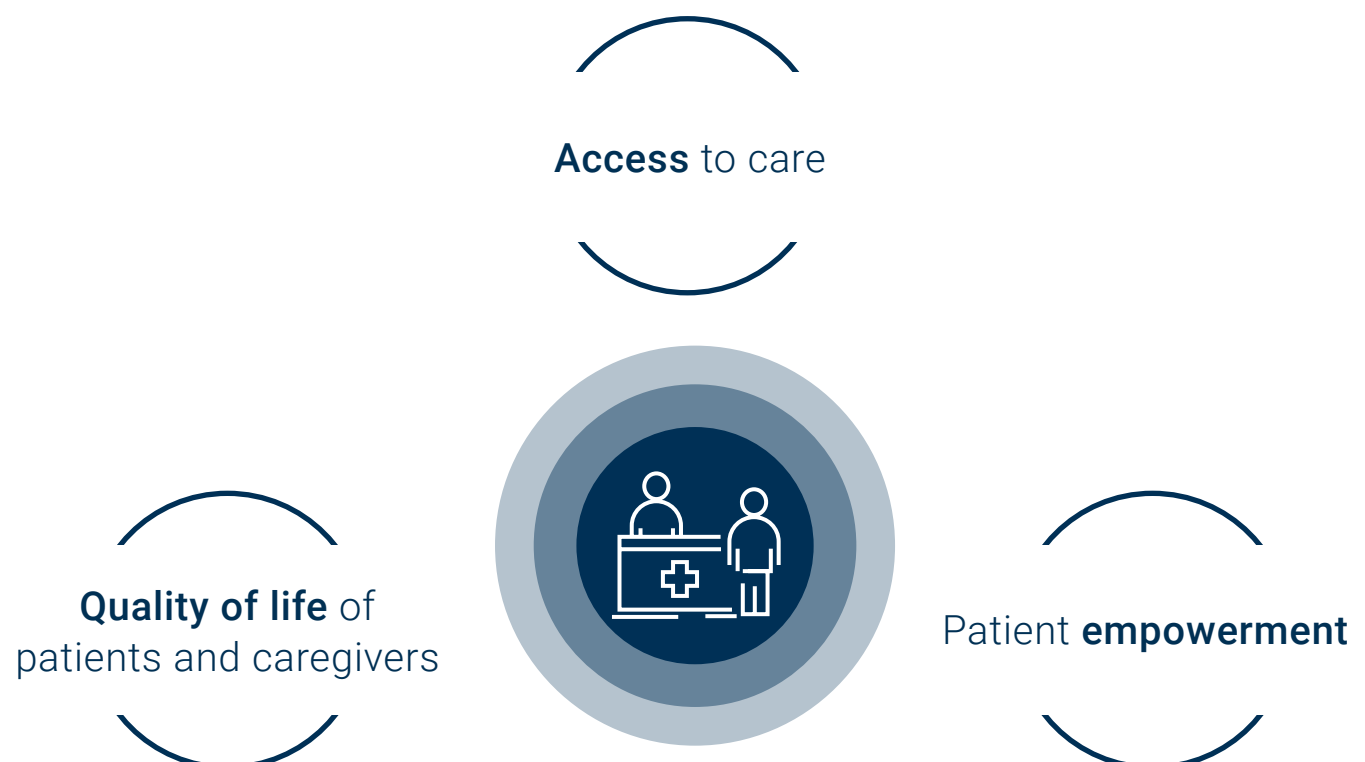 Access to care
Quality of life of
patients and caregivers
Patient empowerment